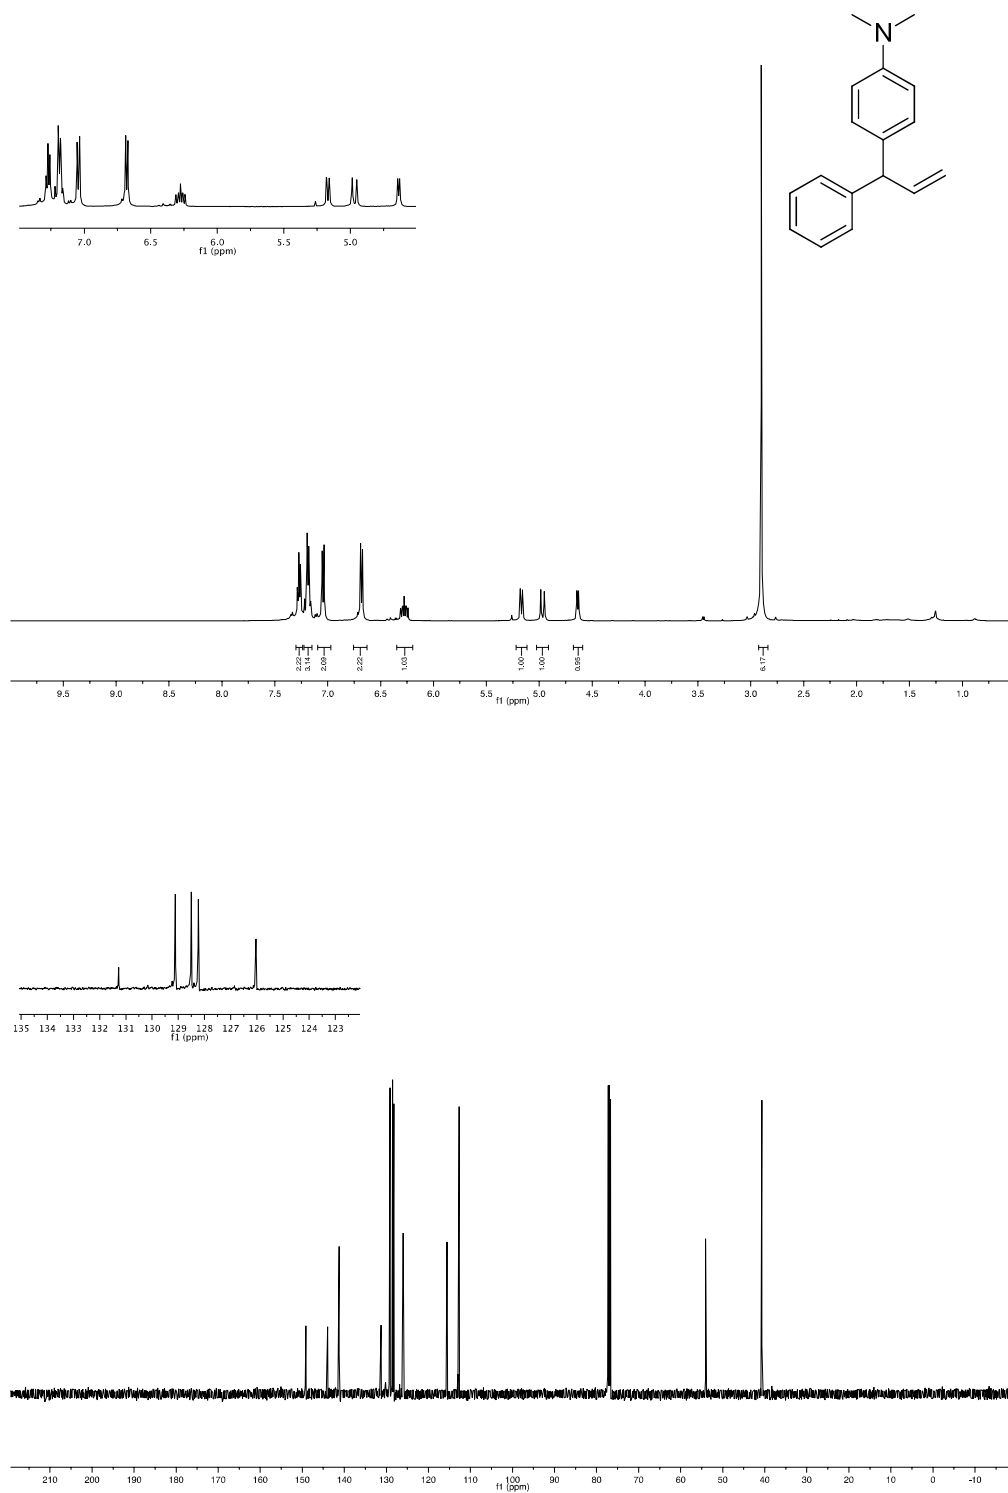 N
7.0 6.5 6.0 5.5 5.0
f1 (ppm)
2.22 3.14 2.09 2.22 1.03 1.00 1.00 0.95 6.17
9.5 9.0 8.5 8.0 7.5 7.0 6.5 6.0 5.5 5.0 4.5 4.0 3.5 3.0 2.5 2.0 1.5 1.0
f1 (ppm)
135 134 133 132 131 130 129 128 127 126 125 124 123
f1 (ppm)
210 200 190 180 170 160 150 140 130 120 110 100 90 80 70 60 50 40 30 20 10 0 -10
f1 (ppm)